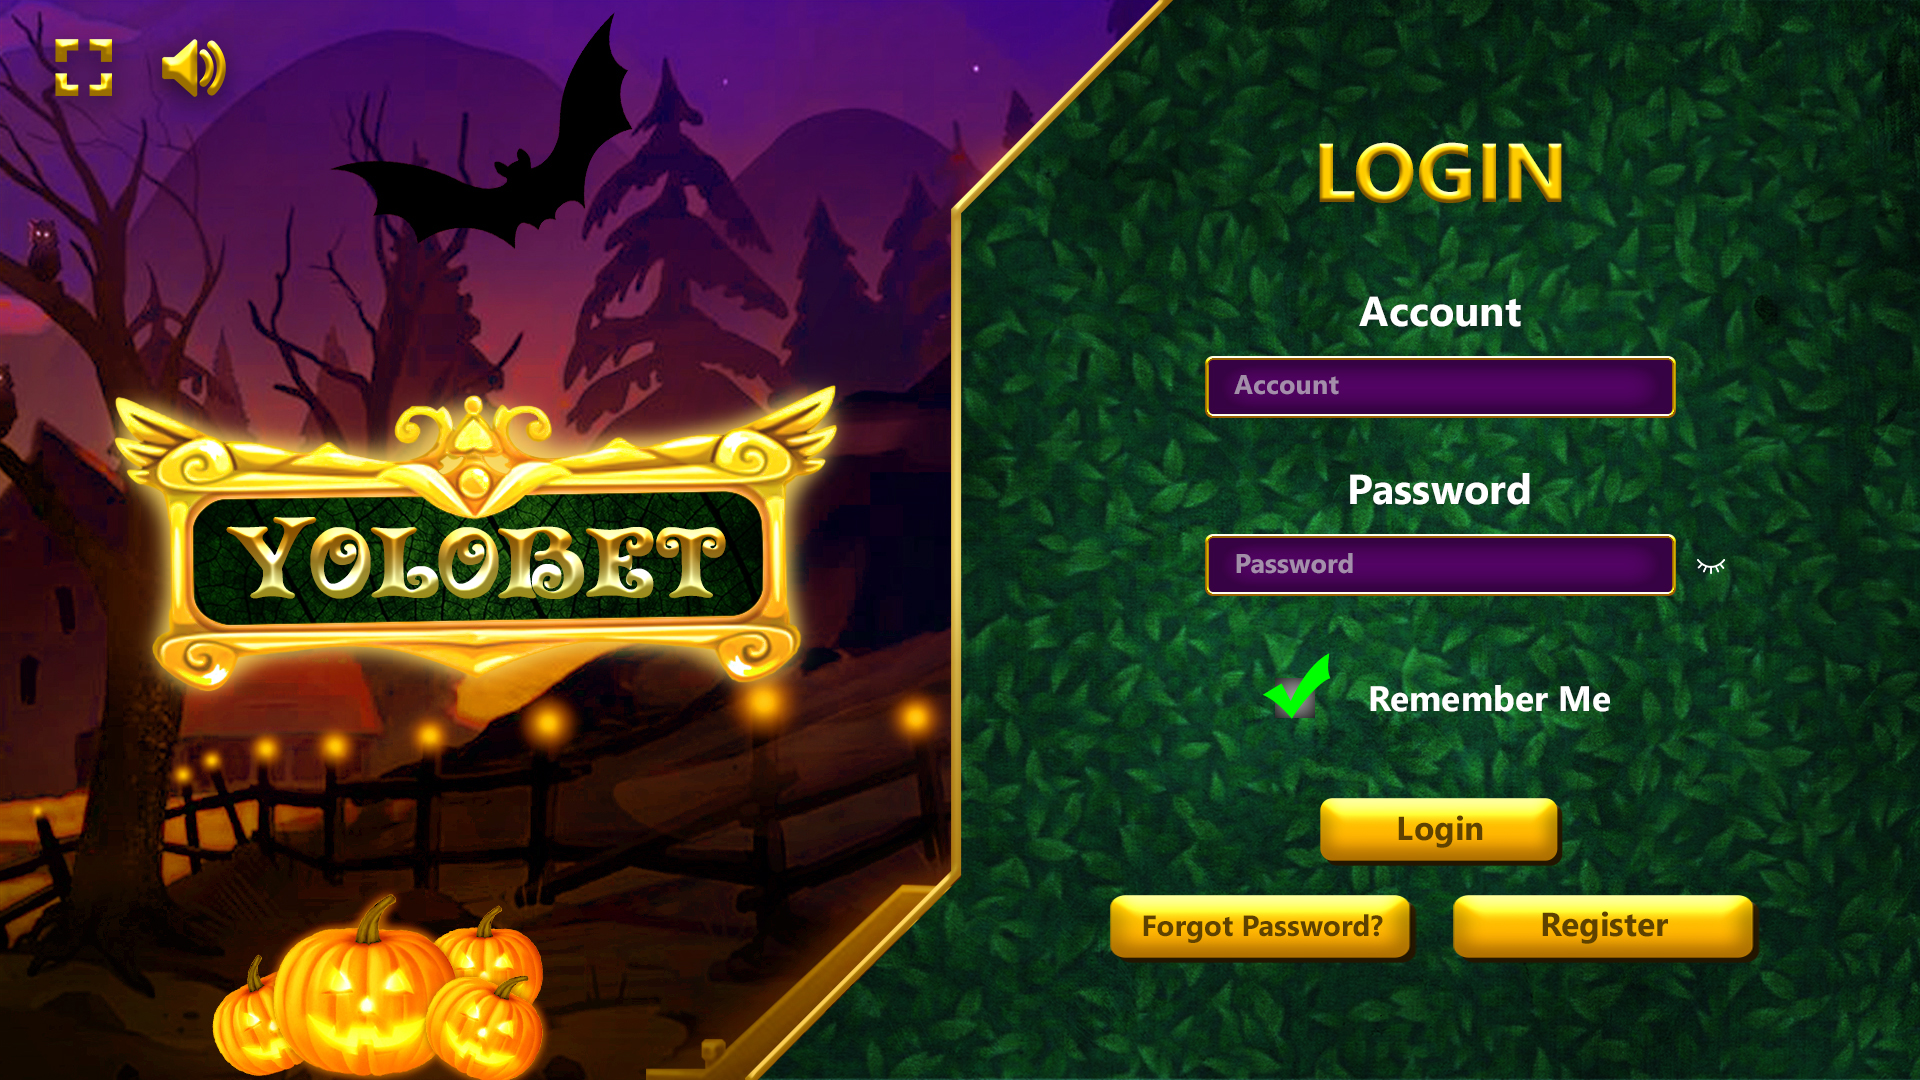 YOLOBET
LOGIN
Account
Account
Password
Password
Remember Me
Login
Forgot Password?
Register